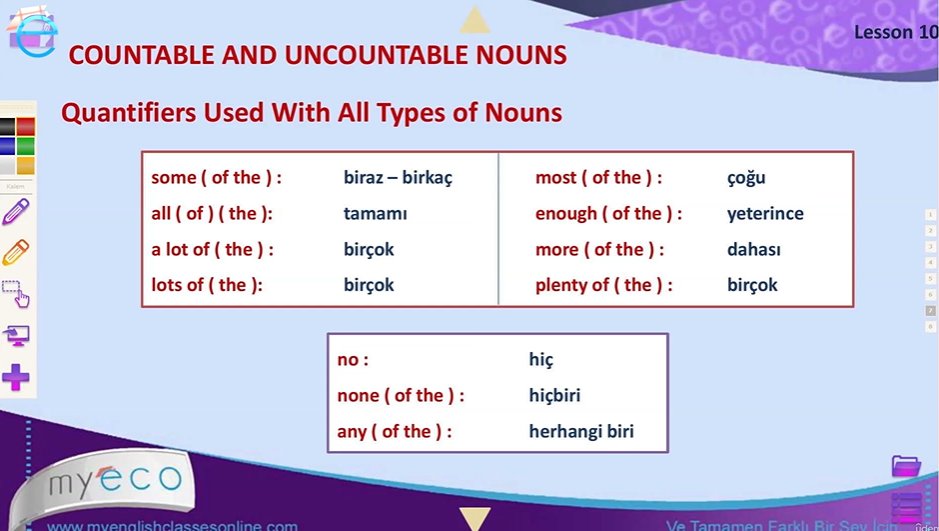 Lesson 10
COUNTABLE AND UNCOUNTABLE NOUNS
Quantifiers Used With All Types of Nouns
some ( of the ) : biraz – birkaç most ( of the ) : çoğu
all ( of ) ( the ): tamamı enough ( of the ) : yeterince
a lot of ( the ) : birçok more ( of the ) : dahası
lots of ( the ): birçok plenty of ( the ) : birçok
no : hiç
none ( of the ) : hiçbiri
any ( of the ) : herhangi biri
Kalem
1
2
3
4
5
6
7
8
myeco
www.myenglishclassesonline.com
Ve Tamamen Farklı Bir Şey İçin